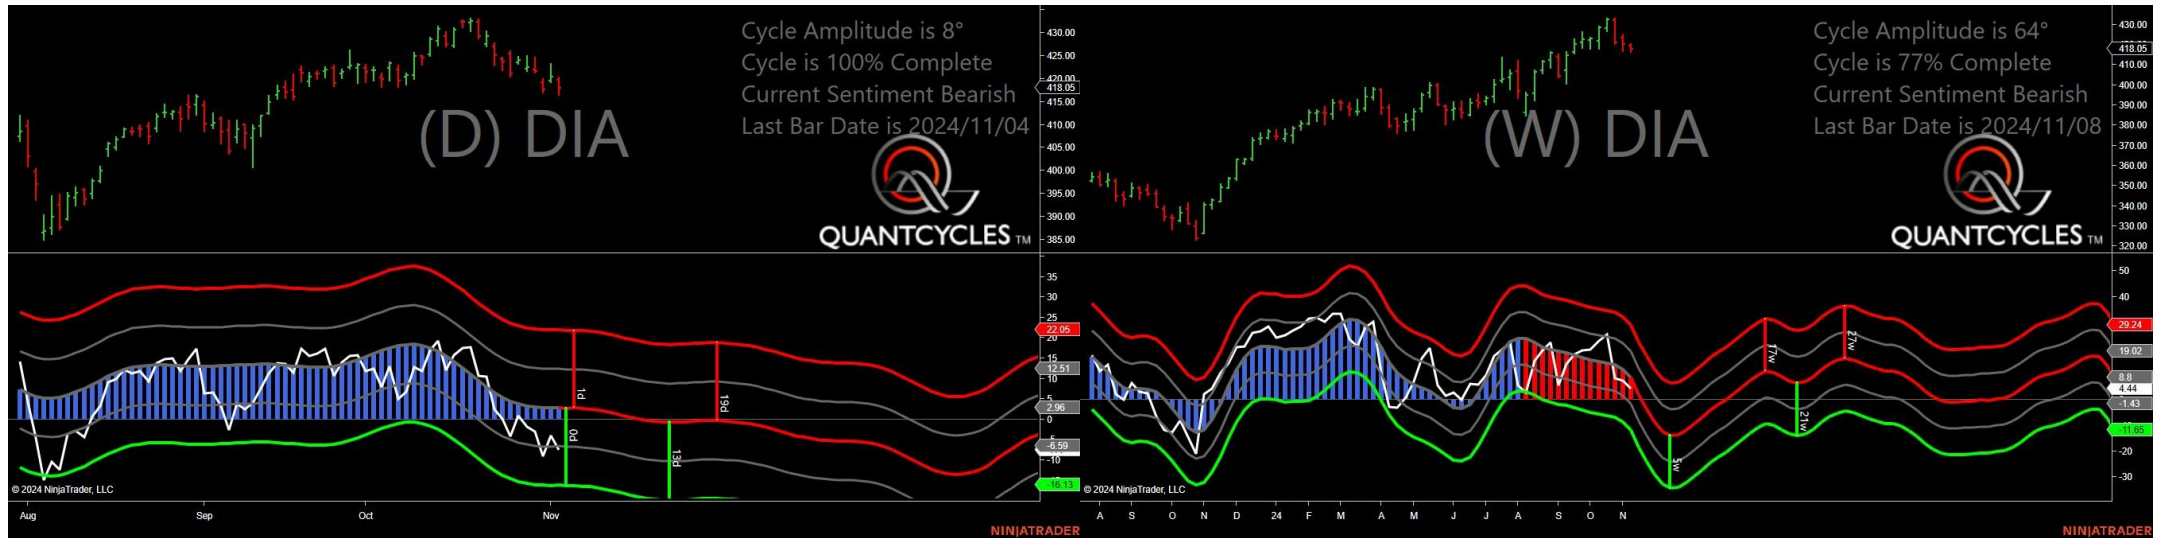 Cycle Amplitude is 8°
Cycle is 100% Complete
Current Sentiment Bearish
Last Bar Date is 2024/11/04
(D) DIA
QUANTCYCLES TM
430.00
425.00
420.00
418.05
415.00
410.00
405.00
400.00
395.00
390.00
385.00
35
30
25
22.05
20
15
12.51
10
5
2.96
0
-6.59
-10
-16.13
1d
0d
13d
19d
© 2024 NinjaTrader, LLC
Aug Sep Oct Nov
NINJATRADER
Cycle Amplitude is 64°
Cycle is 77% Complete
Current Sentiment Bearish
Last Bar Date is 2024/11/08
(W) DIA
QUANTCYCLES TM
430.00
418.05
410.00
400.00
390.00
380.00
370.00
360.00
350.00
340.00
330.00
320.00
50
40
29.24
19.02
8.8
4.44
-1.43
-11.65
-20
-30
5w
17w
21w
27w
© 2024 NinjaTrader, LLC
A S O N D 24 F M A M J J A S O N
NINJATRADER